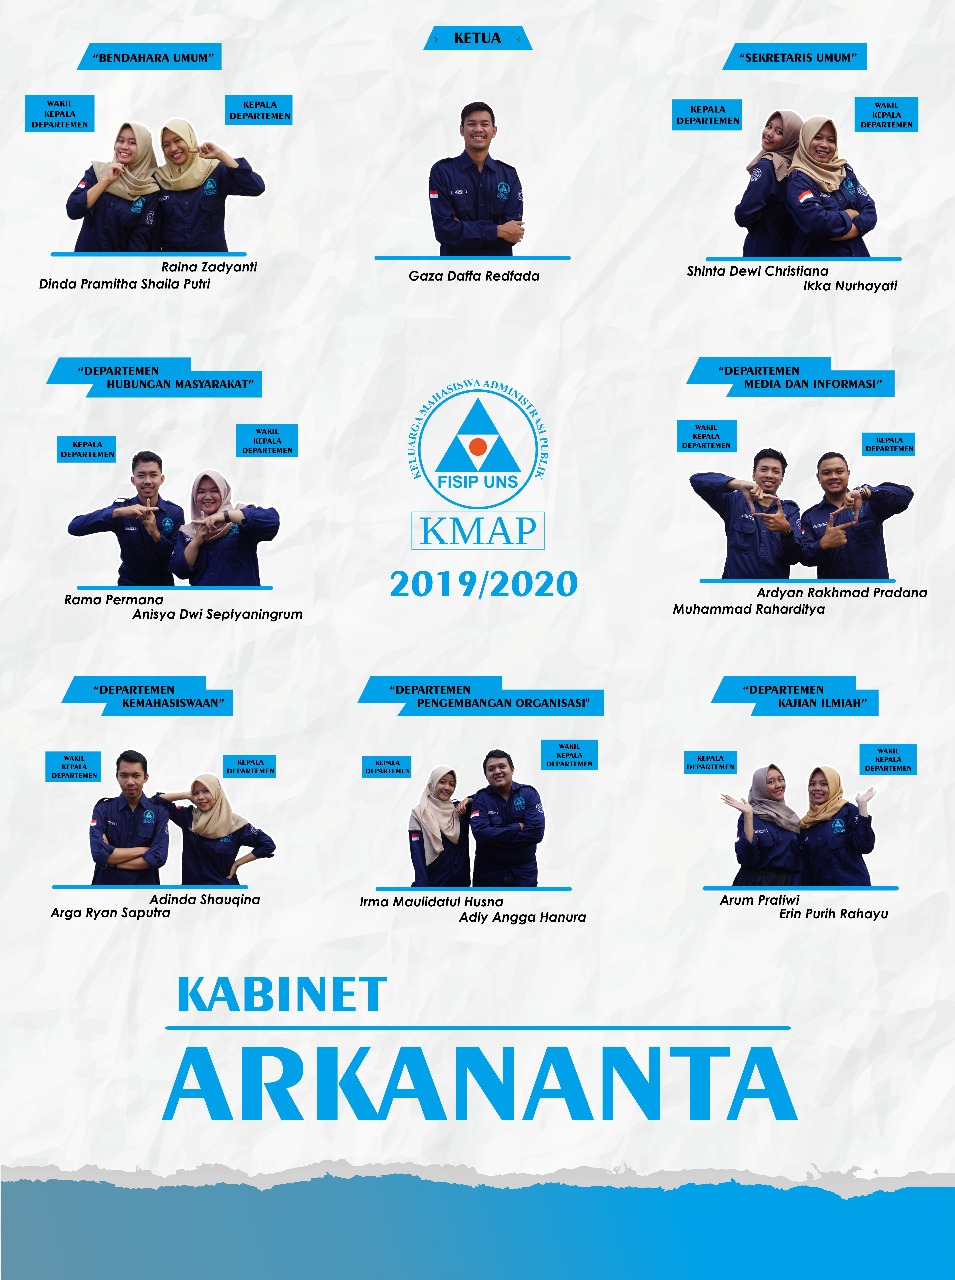 KETUA
“BENDAHARA UMUM”
“SEKRETARIS UMUM”
WAKIL
KEPALA
DEPARTEMEN
KEPALA
DEPARTEMEN
KEPALA
DEPARTEMEN
WAKIL
KEPALA
DEPARTEMEN
Raina Zadyanti
Dinda Pramitha Shaila Putri
Gaza Daffa Redfada
Shinta Dewi Christiana
Ikka Nurhayati
“DEPARTEMEN
HUBUNGAN MASYARAKAT”
“DEPARTEMEN
MEDIA DAN INFORMASI”
KEPALA
DEPARTEMEN
WAKIL
KEPALA
DEPARTEMEN
WAKIL
KEPALA
DEPARTEMEN
KEPALA
DEPARTEMEN
KELUARGA MAHASISWA ADMINISTRASI PUBLIK
FISIP UNS
KMAP
2019/2020
Rama Permana
Anisya Dwi Septyaningrum
Ardyan Rakhmad Pradana
Muhammad Raharditya
“DEPARTEMEN
KEMAHASISWAAN”
“DEPARTEMEN
PENGEMBANGAN ORGANISASI"
“DEPARTEMEN
KAJIAN ILMIAH”
WAKIL
KEPALA
DEPARTEMEN
KEPALA
DEPARTEMEN
KEPALA
DEPARTEMEN
WAKIL
KEPALA
DEPARTEMEN
KEPALA
DEPARTEMEN
WAKIL
KEPALA
DEPARTEMEN
Adinda Shauqina
Arga Ryan Saputra
Irma Maulidatul Husna
Adly Angga Hanura
Arum Pratiwi
Erin Purih Rahayu
KABINET
ARKANANTA